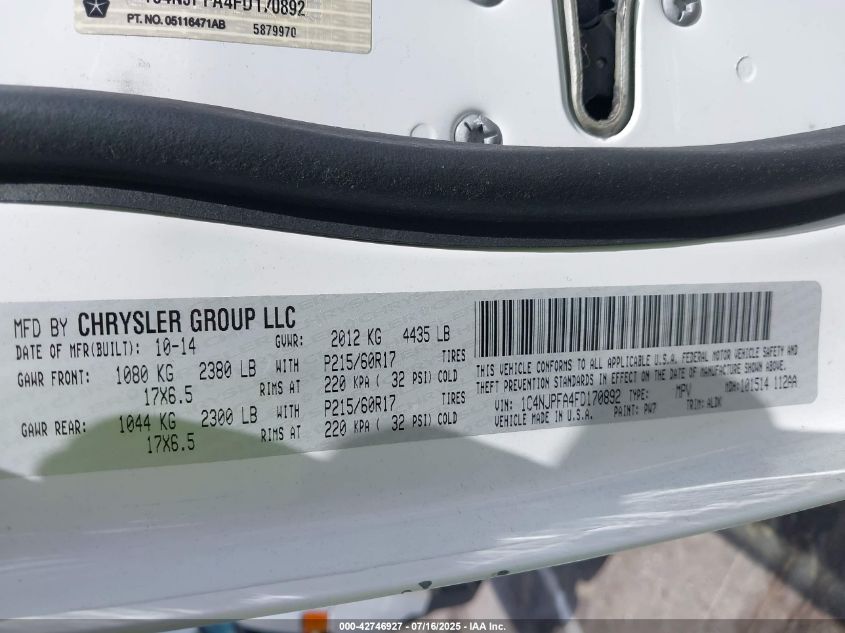 PT. NO. 05116471AB
5879970
MFD BY CHRYSLER GROUP LLC
DATE OF MFR(BUILT): 10-14
GVWR: 2012 KG 4435 LB
GAWR FRONT: 1080 KG 2380 LB WITH P215/60R17 TIRES
17X6.5 RIMS AT 220 KPA ( 32 PSI) COLD
GAWR REAR: 1044 KG 2300 LB WITH P215/60R17 TIRES
17X6.5 RIMS AT 220 KPA ( 32 PSI) COLD
THIS VEHICLE CONFORMS TO ALL APPLICABLE U.S.A. FEDERAL MOTOR VEHICLE SAFETY AND
THEFT PREVENTION STANDARDS IN EFFECT ON THE DATE OF MANUFACTURE SHOWN ABOVE.
VIN: 1C4NJPFA4FD170892 TYPE: MPV MDH: 101514 112AA
VEHICLE MADE IN U.S.A. PAINT: PW7 TRIM: ALDK
000-42746927 - 07/16/2025 - IAA Inc.